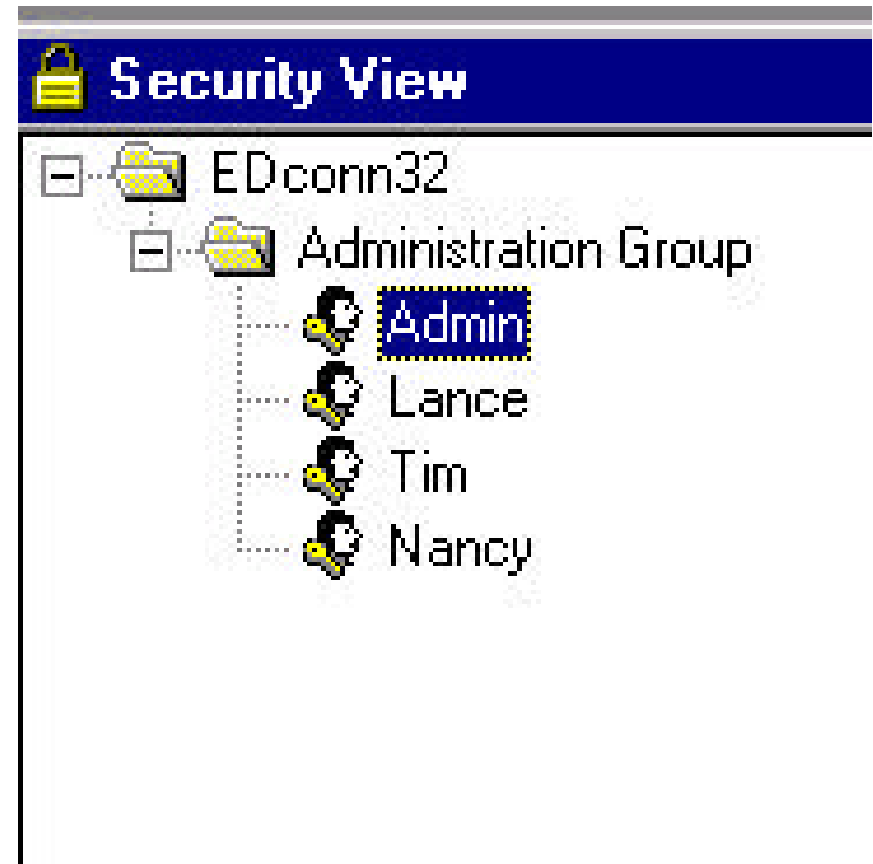 Security View
EDconn32
Administration Group
Admin
Lance
Tim
Nancy